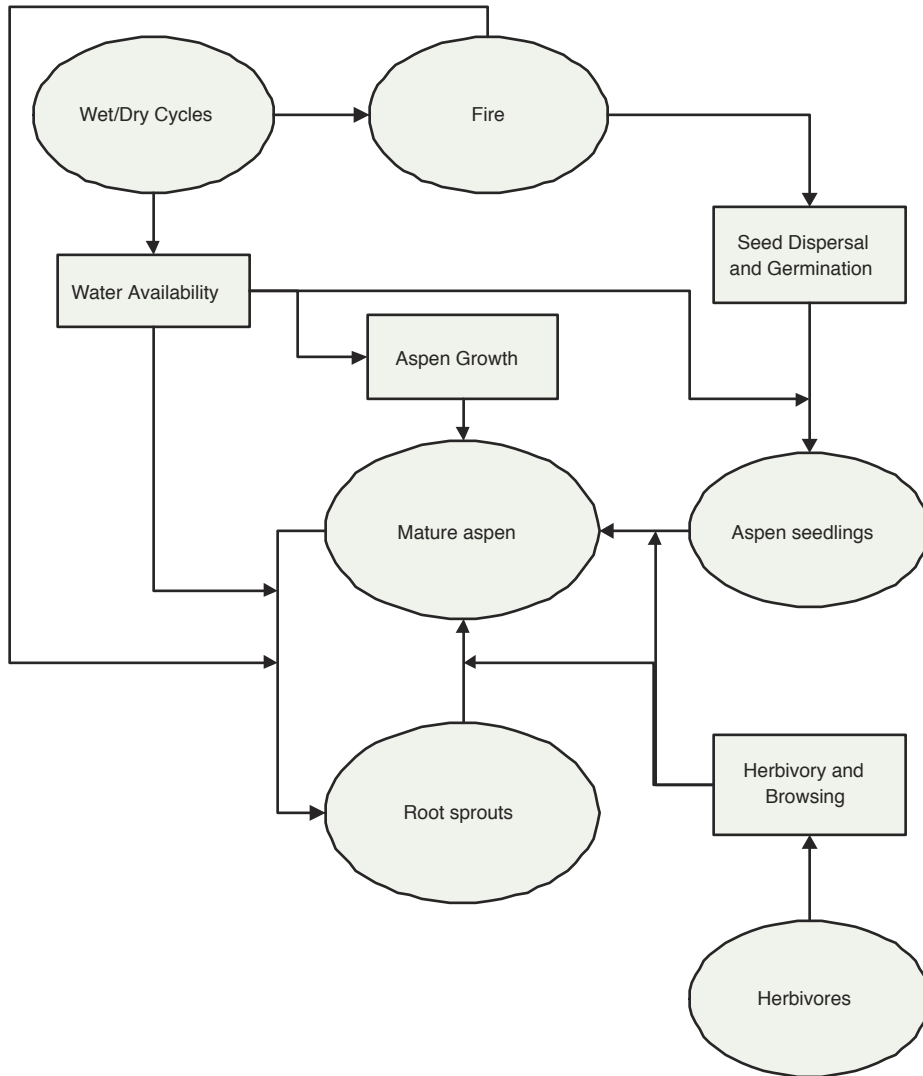 Wet/Dry Cycles
Fire
Seed Dispersal
and Germination
Water Availability
Aspen Growth
Mature aspen
Aspen seedlings
Root sprouts
Herbivory and
Browsing
Herbivores